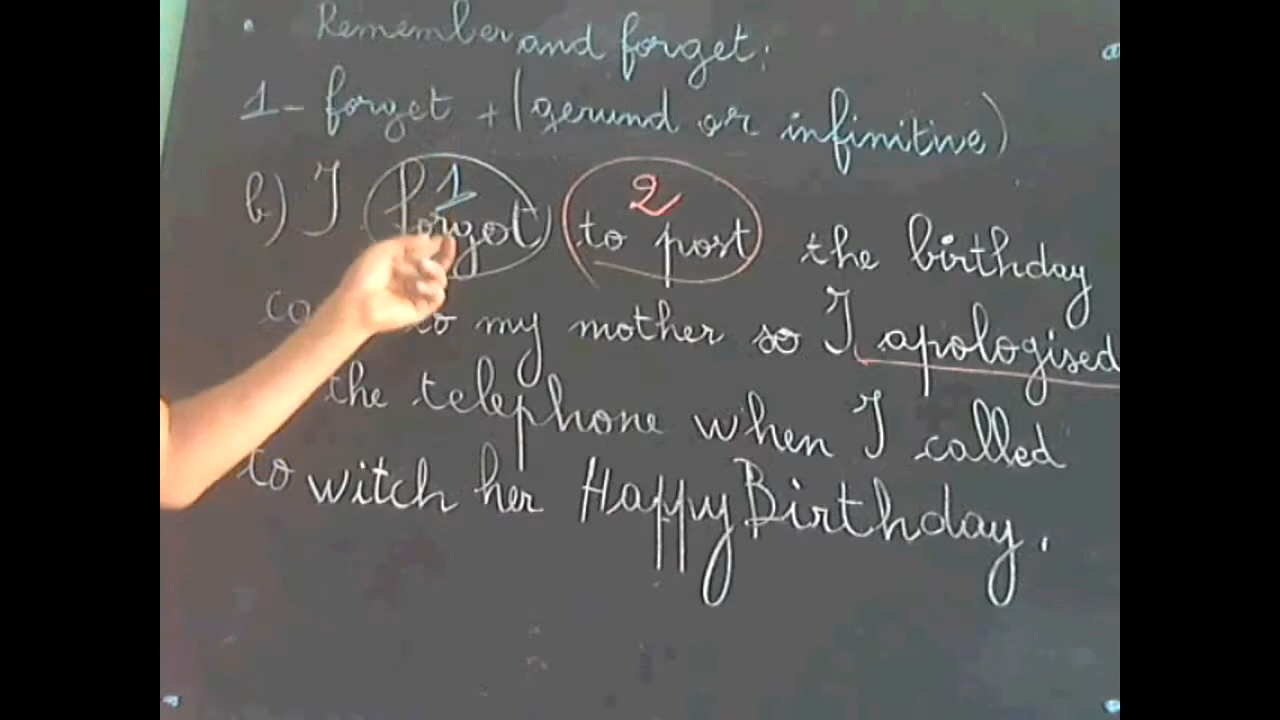 • Remember and forget:
1- forget + (gerund or infinitive)
b) I forgot to post the birthday
to my mother so I apologised
the telephone when I called
to witch her Happy Birthday.
1
2